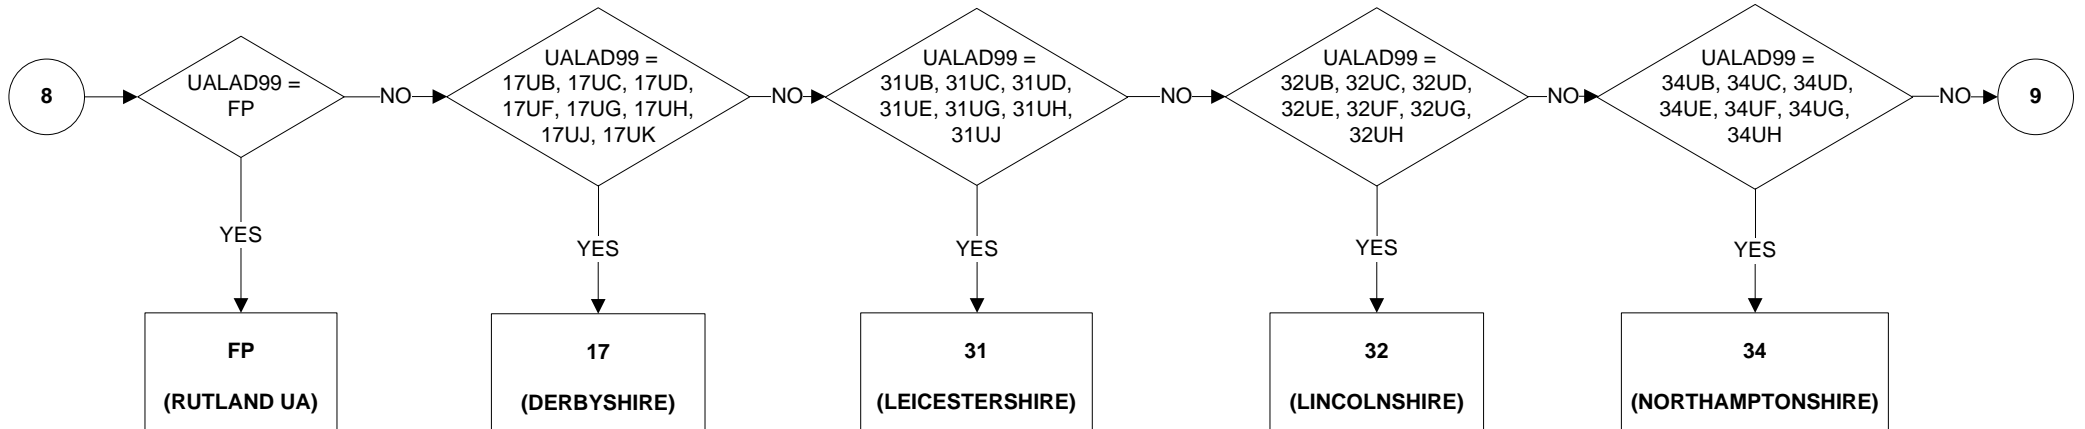 8
UALAD99 =
FP
NO
UALAD99 =
17UB, 17UC, 17UD,
17UF, 17UG, 17UH,
17UJ, 17UK
NO
UALAD99 =
31UB, 31UC, 31UD,
31UE, 31UG, 31UH,
31UJ
NO
UALAD99 =
32UB, 32UC, 32UD,
32UE, 32UF, 32UG,
32UH
NO
UALAD99 =
34UB, 34UC, 34UD,
34UE, 34UF, 34UG,
34UH
NO
9
YES
YES
YES
YES
YES
FP
(RUTLAND UA)
17
(DERBYSHIRE)
31
(LEICESTERSHIRE)
32
(LINCOLNSHIRE)
34
(NORTHAMPTONSHIRE)